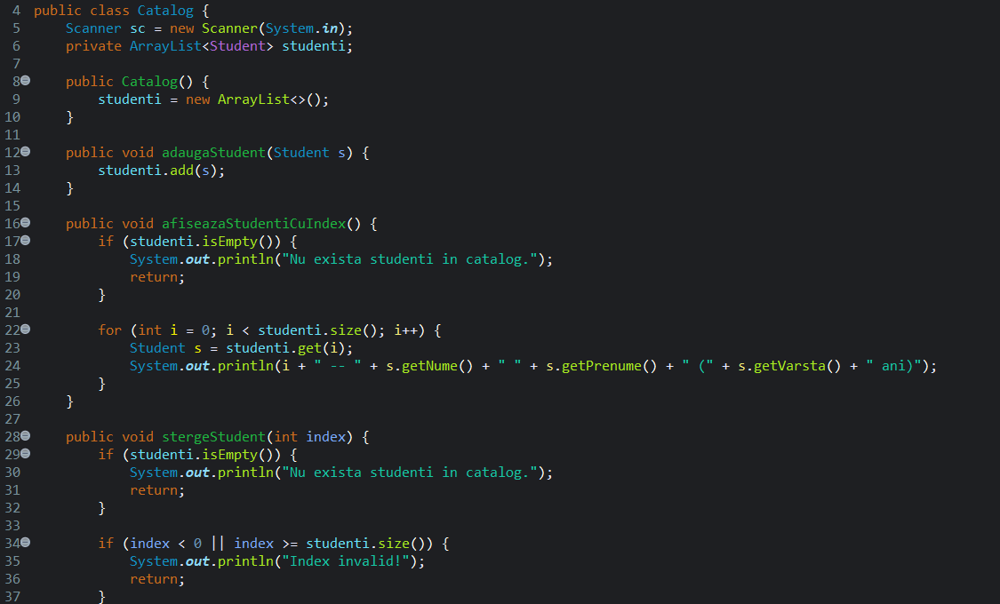 4 public class Catalog {
5     Scanner sc = new Scanner(System.in);
6     private ArrayList<Student> studenti;
7
8     public Catalog() {
9         studenti = new ArrayList<>();
10     }
11
12     public void adaugaStudent(Student s) {
13         studenti.add(s);
14     }
15
16     public void afiseazaStudentiCuIndex() {
17         if (studenti.isEmpty()) {
18             System.out.println("Nu exista studenti in catalog.");
19             return;
20         }
21
22         for (int i = 0; i < studenti.size(); i++) {
23             Student s = studenti.get(i);
24             System.out.println(i + " -- " + s.getNume() + " " + s.getPrenume() + " (" + s.getVarsta() + " ani)");
25         }
26     }
27
28     public void stergeStudent(int index) {
29         if (studenti.isEmpty()) {
30             System.out.println("Nu exista studenti in catalog.");
31             return;
32         }
33
34         if (index < 0 || index >= studenti.size()) {
35             System.out.println("Index invalid!");
36             return;
37         }